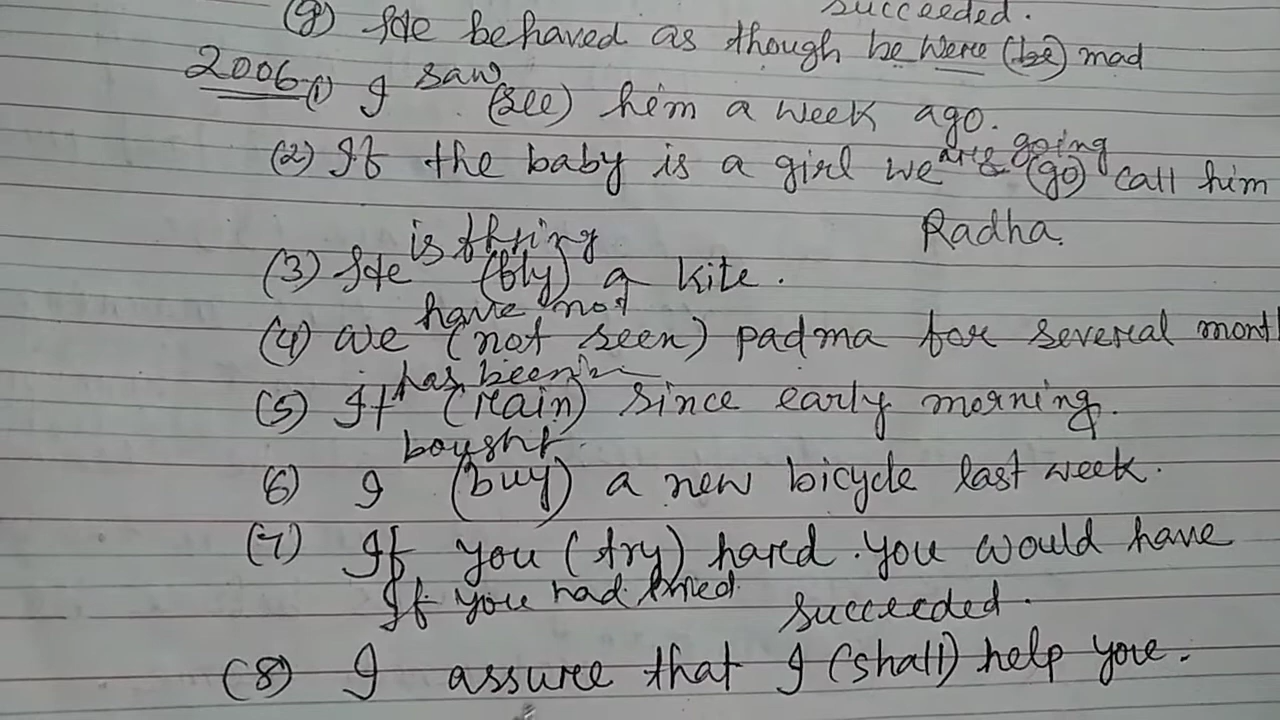 succeeded.
(9) He behaved as though he were (be) mad
2006 (1) I saw (see) him a week ago.
(2) If the baby is a girl we are going (go) call him
Radha.
is flying
(3) He (fly) a kite.
have not
(4) we (not seen) padma for several month
has been
(5) It (rain) since early morning.
bought
(6) I (buy) a new bicycle last week.
(7) If you (try) hard. you would have
If you had tried succeeded.
(8) I assure that I (shall) help you.